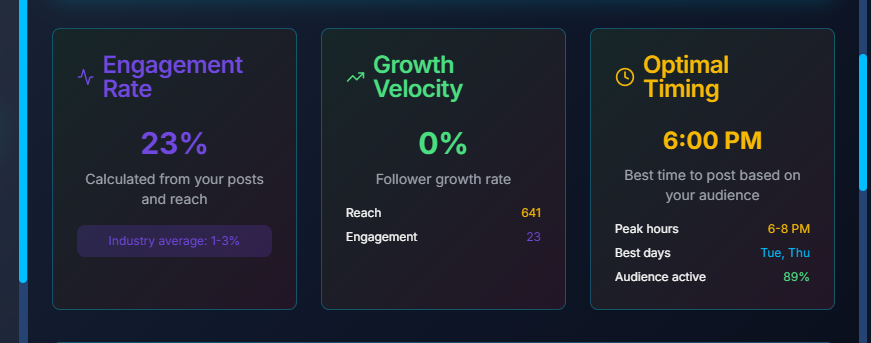 Engagement
Rate
23%
Calculated from your posts
and reach
Industry average: 1-3%
Growth
Velocity
0%
Follower growth rate
Reach 641
Engagement 23
Optimal
Timing
6:00 PM
Best time to post based on
your audience
Peak hours 6-8 PM
Best days Tue, Thu
Audience active 89%